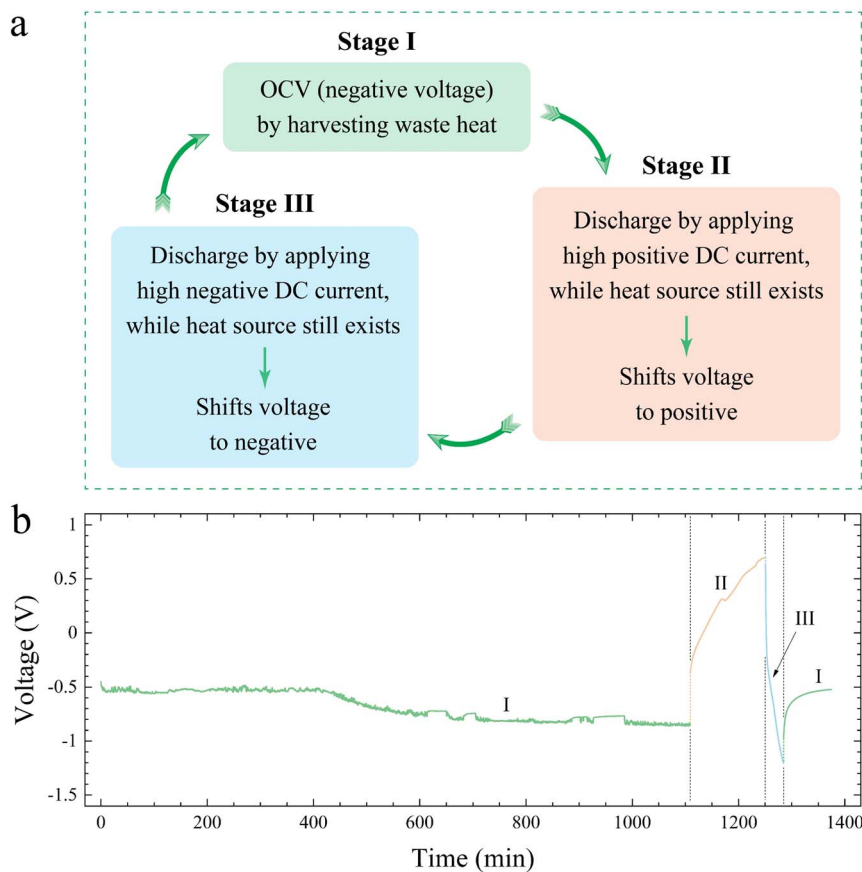 a
Stage I
OCV (negative voltage)
by harvesting waste heat
Stage II
Discharge by applying
high positive DC current,
while heat source still exists
Shifts voltage
to positive
Stage III
Discharge by applying
high negative DC current,
while heat source still exists
Shifts voltage
to negative
b
Voltage (V)
1
0.5
0
-0.5
-1
-1.5
I
II
III
I
0 200 400 600 800 1000 1200 1400
Time (min)